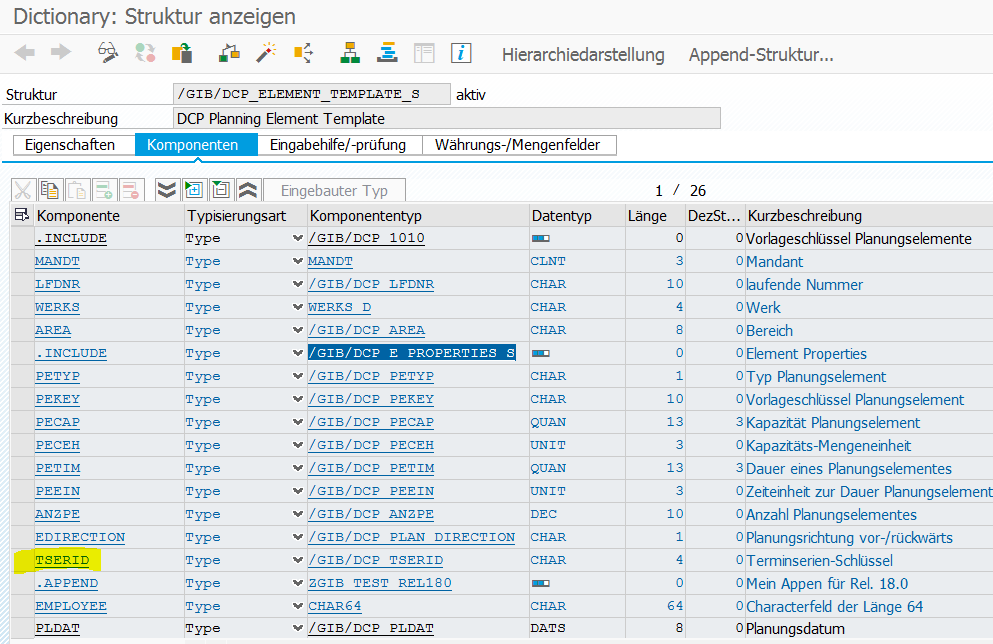 Dictionary: Struktur anzeigen
Hierarchiedarstellung Append-Struktur...
Struktur /GIB/DCP_ELEMENT_TEMPLATE_S aktiv
Kurzbeschreibung DCP Planning Element Template
Eigenschaften Komponenten Eingabehilfe/-prüfung Währungs-/Mengenfelder
Eingebauter Typ 1 / 26
Komponente Typisierungsart Komponententyp Datentyp Länge DezSt... Kurzbeschreibung
.INCLUDE Type /GIB/DCP_1010 0 0 Vorlageschlüssel Planungselemente
MANDT Type MANDT CLNT 3 0 Mandant
LFDNR Type /GIB/DCP_LFDNR CHAR 10 0 laufende Nummer
WERKS Type WERKS_D CHAR 4 0 Werk
AREA Type /GIB/DCP_AREA CHAR 8 0 Bereich
.INCLUDE Type /GIB/DCP_E_PROPERTIES_S 0 0 Element Properties
PETYP Type /GIB/DCP_PETYP CHAR 1 0 Typ Planungselement
PEKEY Type /GIB/DCP_PEKEY CHAR 10 0 Vorlageschlüssel Planungselement
PECAP Type /GIB/DCP_PECAP QUAN 13 3 Kapazität Planungselement
PECEH Type /GIB/DCP_PECEH UNIT 3 0 Kapazitäts-Mengeneinheit
PETIM Type /GIB/DCP_PETIM QUAN 13 3 Dauer eines Planungselementes
PEEIN Type /GIB/DCP_PEEIN UNIT 3 0 Zeiteinheit zur Dauer Planungselement
ANZPE Type /GIB/DCP_ANZPE DEC 10 0 Anzahl Planungselementes
EDIRECTION Type /GIB/DCP_PLAN_DIRECTION CHAR 1 0 Planungsrichtung vor-/rückwärts
TSERID Type /GIB/DCP_TSERID CHAR 4 0 Terminserien-Schlüssel
.APPEND Type ZGIB_TEST_REL180 0 0 Mein Appen für Rel. 18.0
EMPLOYEE Type CHAR64 CHAR 64 0 Characterfeld der Länge 64
PLDAT Type /GIB/DCP_PLDAT DATS 8 0 Planungsdatum